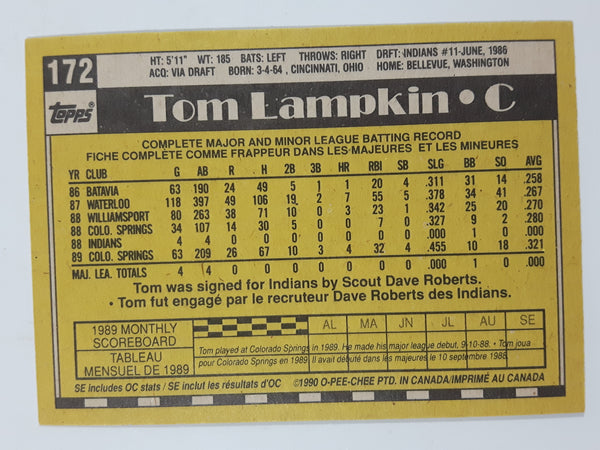 172
HT: 5'11" WT: 185 BATS: LEFT THROWS: RIGHT DRFT: INDIANS #11-JUNE, 1986
ACQ: VIA DRAFT BORN: 3-4-64, CINCINNATI, OHIO HOME: BELLEVUE, WASHINGTON
Topps®
Tom Lampkin • C
COMPLETE MAJOR AND MINOR LEAGUE BATTING RECORD
FICHE COMPLÈTE COMME FRAPPEUR DANS LES MAJEURES ET LES MINEURES
YR CLUB G AB R H 2B 3B HR RBI SB SLG BB SO AVG
86 BATAVIA 63 190 24 49 5 1 1 20 4 .311 31 14 .258
87 WATERLOO 118 397 49 106 19 2 7 55 5 .378 34 41 .267
88 WILLIAMSPORT 80 263 38 71 10 0 3 23 1 .342 25 20 .270
88 COLO. SPRINGS 34 107 14 30 5 0 0 7 0 .327 9 2 .280
88 INDIANS 4 4 0 0 0 0 0 0 0 .000 1 0 .000
89 COLO. SPRINGS 63 209 26 67 10 3 4 32 4 .455 10 18 .321
MAJ. LEA. TOTALS 4 4 0 0 0 0 0 0 0 .000 1 0 .000
Tom was signed for Indians by Scout Dave Roberts.
• Tom fut engagé par le recruteur Dave Roberts des Indians.
1989 MONTHLY
SCOREBOARD
TABLEAU
MENSUEL DE 1989
AL MA JN JL AU SE
Tom played at Colorado Springs in 1989. He made his major league debut, 9-10-88. • Tom joua
pour Colorado Springs en 1989. Il avait débuté dans les majeures le 10 septembre 1988.
SE includes OC stats / SE inclut les résultats d'OC ©1990 O-PEE-CHEE PTD. IN CANADA/IMPRIMÉ AU CANADA